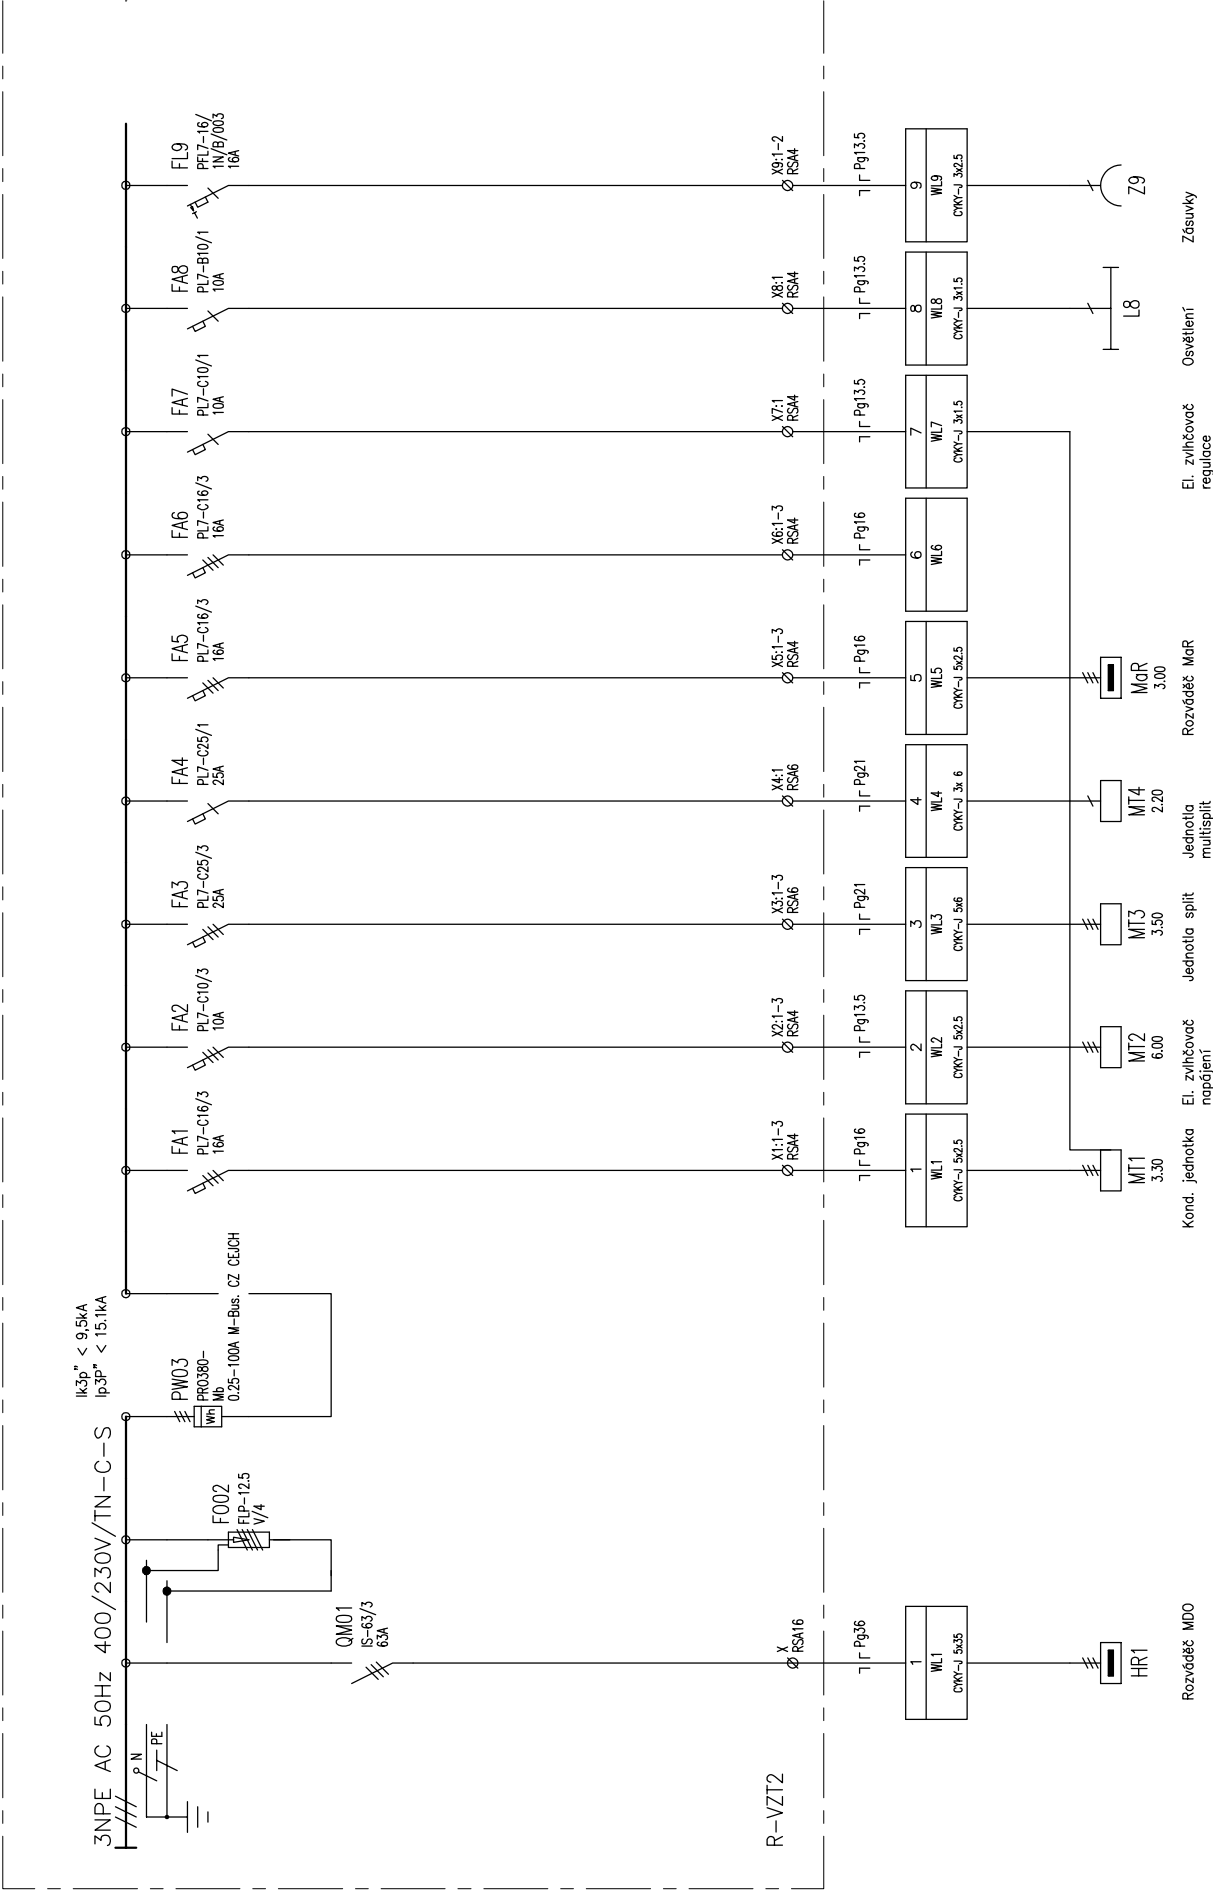 3NPE AC 50Hz 400/230V/TN-C-S
Ik3p" < 9,5kA
Ip3P" < 15.1kA
N
PE
R-VZT2
QM01
IS-63/3
63A
X
RSA16
Pg36
1
WL1
CYKY-J 5x35
HR1
Rozváděč MDO
F002
FLP-12.5
V/4
PW03
PRO380-
Mb
0.25-100A M-Bus. CZ CEJCH
Wh
FA1
PL7-C16/3
16A
X1:1-3
RSA4
Pg16
1
WL1
CYKY-J 5x2.5
MT1
3.30
Kond. jednotka
FA2
PL7-C10/3
10A
X2:1-3
RSA4
Pg13.5
2
WL2
CYKY-J 5x2.5
MT2
6.00
El. zvlhčovač
napájení
FA3
PL7-C25/3
25A
X3:1-3
RSA6
Pg21
3
WL3
CYKY-J 5x6
MT3
3.50
Jednotla split
FA4
PL7-C25/1
25A
X4:1
RSA6
Pg21
4
WL4
CYKY-J 3x 6
MT4
2.20
Jednotla
multisplit
FA5
PL7-C16/3
16A
X5:1-3
RSA4
Pg16
5
WL5
CYKY-J 5x2.5
MaR
3.00
Rozváděč MaR
FA6
PL7-C16/3
16A
X6:1-3
RSA4
Pg16
6
WL6
FA7
PL7-C10/1
10A
X7:1
RSA4
Pg13.5
7
WL7
CYKY-J 3x1.5
El. zvlhčovač
regulace
FA8
PL7-B10/1
10A
X8:1
RSA4
Pg13.5
8
WL8
CYKY-J 3x1.5
L8
Osvětlení
FL9
PFL7-16/
1N/B/003
16A
X9:1-2
RSA4
Pg13.5
9
WL9
CYKY-J 3x2.5
Z9
Zásuvky